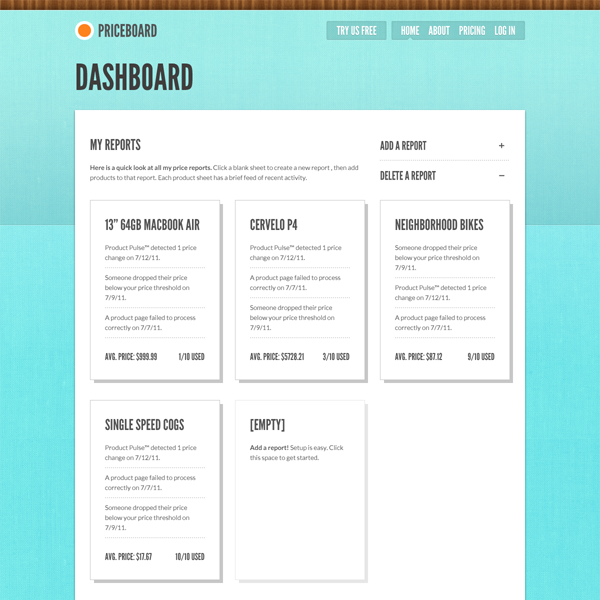 PRICEBOARD
TRY US FREE
HOME ABOUT PRICING LOG IN
DASHBOARD
MY REPORTS
Here is a quick look at all my price reports. Click a blank sheet to create a new report , then add
products to that report. Each product sheet has a brief feed of recent activity.
ADD A REPORT +
DELETE A REPORT −
13" 64GB MACBOOK AIR
Product Pulse™ detected 1 price
change on 7/12/11.
Someone dropped their price
below your price threshold on
7/9/11.
A product page failed to process
correctly on 7/7/11.
AVG. PRICE: $999.99 1/10 USED
CERVELO P4
Product Pulse™ detected 1 price
change on 7/12/11.
A product page failed to process
correctly on 7/7/11.
Someone dropped their price
below your price threshold on
7/9/11.
AVG. PRICE: $5728.21 3/10 USED
NEIGHBORHOOD BIKES
Someone dropped their price
below your price threshold on
7/9/11.
Product Pulse™ detected 1 price
change on 7/12/11.
A product page failed to process
correctly on 7/7/11.
AVG. PRICE: $87.12 9/10 USED
SINGLE SPEED COGS
Product Pulse™ detected 1 price
change on 7/12/11.
A product page failed to process
correctly on 7/7/11.
Someone dropped their price
below your price threshold on
7/9/11.
AVG. PRICE: $17.67 10/10 USED
[EMPTY]
Add a report! Setup is easy. Click
this space to get started.